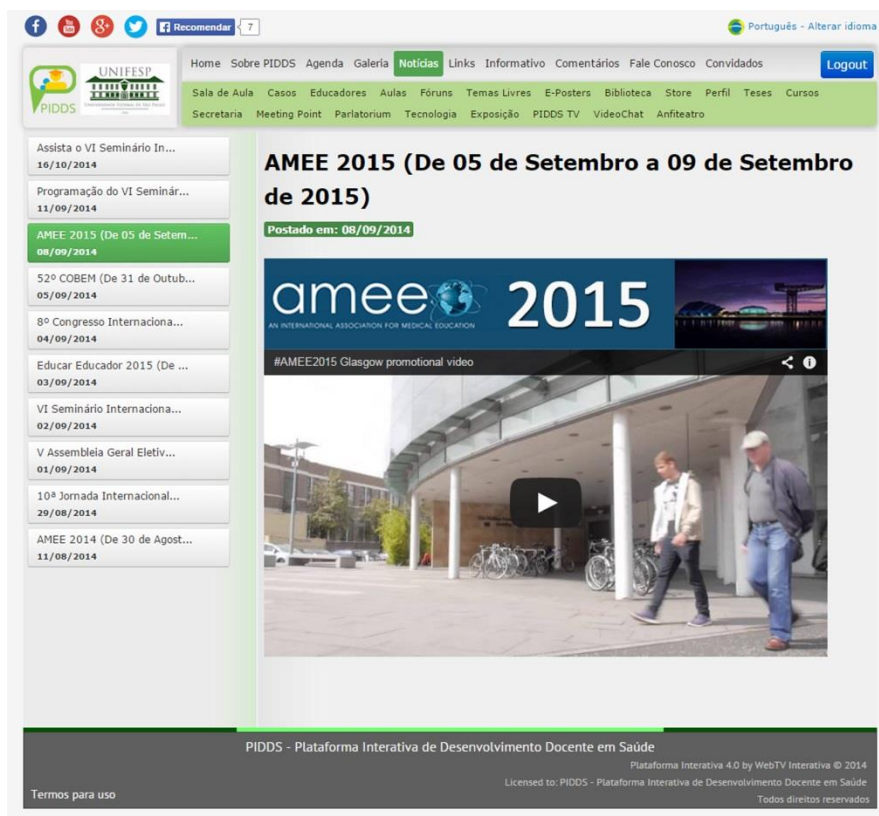 Recomendar 7
Português - Alterar idioma
PIDDS
UNIFESP
Home Sobre PIDDS Agenda Galeria Notícias Links Informativo Comentários Fale Conosco Convidados
Logout
Sala de Aula Casos Educadores Aulas Fóruns Temas Livres E-Posters Biblioteca Store Perfil Teses Cursos
Secretaria Meeting Point Parlatorium Tecnologia Exposição PIDDS TV VideoChat Anfiteatro
Assista o VI Seminário In...
16/10/2014
Programação do VI Seminár...
11/09/2014
AMEE 2015 (De 05 de Setem...
08/09/2014
52º COBEM (De 31 de Outub...
05/09/2014
8º Congresso Internaciona...
04/09/2014
Educar Educador 2015 (De ...
03/09/2014
VI Seminário Internaciona...
02/09/2014
V Assembleia Geral Eletiv...
01/09/2014
10ª Jornada Internacional...
29/08/2014
AMEE 2014 (De 30 de Agost...
11/08/2014
AMEE 2015 (De 05 de Setembro a 09 de Setembro
de 2015)
Postado em: 08/09/2014
amee 2015
AN INTERNATIONAL ASSOCIATION FOR MEDICAL EDUCATION
#AMEE2015 Glasgow promotional video
PIDDS - Plataforma Interativa de Desenvolvimento Docente em Saúde
Plataforma Interativa 4.0 by WebTV Interativa © 2014
Licensed to: PIDDS - Plataforma Interativa de Desenvolvimento Docente em Saúde
Termos para uso
Todos direitos reservados